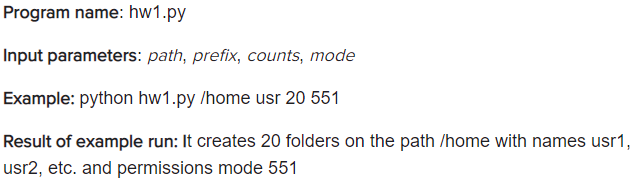 Program name: hw1.py
Input parameters: path, prefix, counts, mode
Example: python hw1.py /home usr 20 551
Result of example run: It creates 20 folders on the path /home with names usr1,
usr2, etc. and permissions mode 551